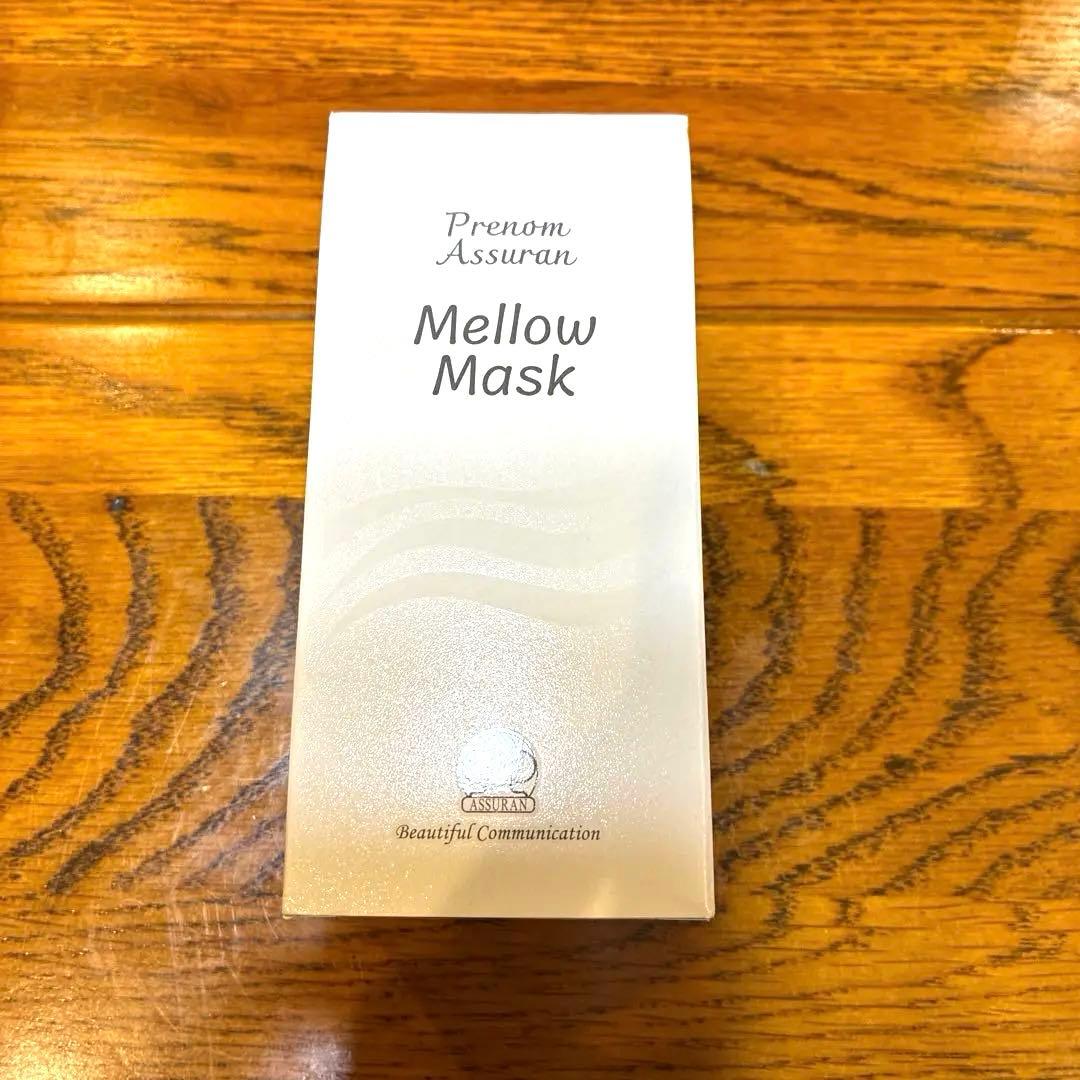 Prenom
Assuran
Mellow
Mask
ASSURAN
Beautiful Communication